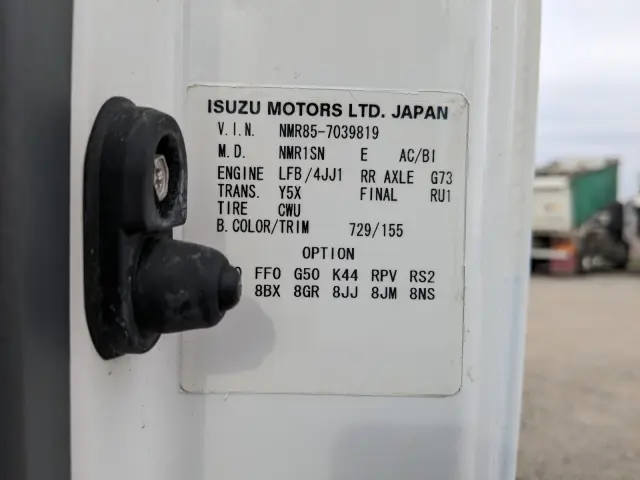 ISUZU MOTORS LTD. JAPAN
V.I.N. NMR85-7039819
M.D. NMR1SN E AC/BI
ENGINE LFB/4JJ1 RR AXLE G73
TRANS. Y5X FINAL RU1
TIRE CWU
B.COLOR/TRIM 729/155
OPTION
FF0 G50 K44 RPV RS2
8BX 8GR 8JJ 8JM 8NS